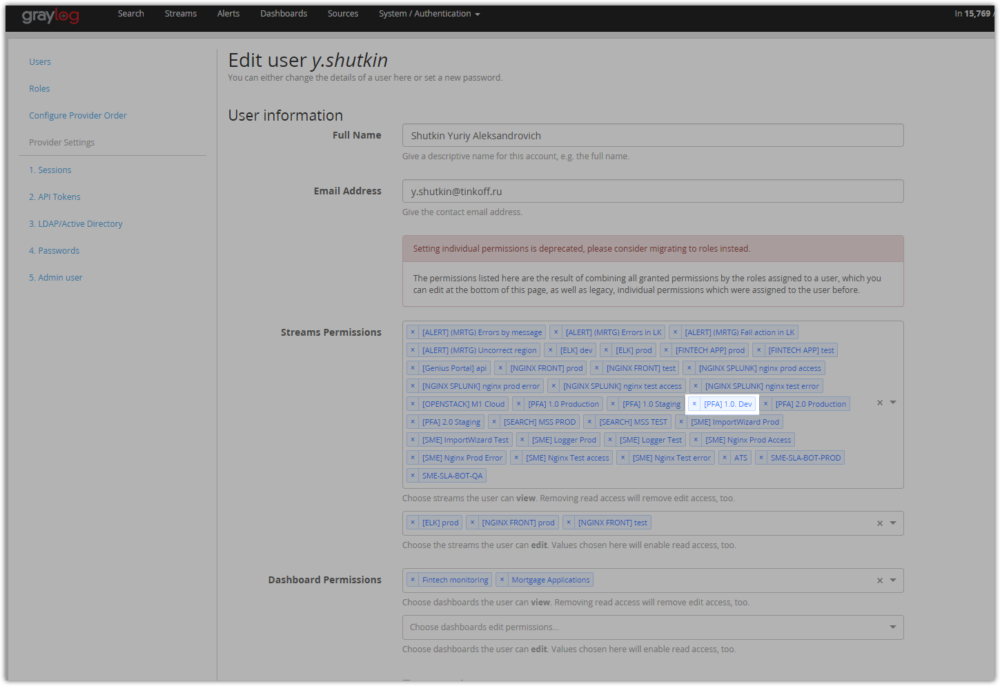 graylog Search Streams Alerts Dashboards Sources System / Authentication In 15,769 /
Users
Roles
Configure Provider Order
Provider Settings
1. Sessions
2. API Tokens
3. LDAP/Active Directory
4. Passwords
5. Admin user
Edit user y.shutkin
You can either change the details of a user here or set a new password.
User information
Full Name Shutkin Yuriy Aleksandrovich
Give a descriptive name for this account, e.g. the full name.
Email Address y.shutkin@tinkoff.ru
Give the contact email address.
Setting individual permissions is deprecated, please consider migrating to roles instead.
The permissions listed here are the result of combining all granted permissions by the roles assigned to a user, which you
can edit at the bottom of this page, as well as legacy, individual permissions which were assigned to the user before.
Streams Permissions × [ALERT] (MRTG) Errors by message × [ALERT] (MRTG) Errors in LK × [ALERT] (MRTG) Fall action in LK
× [ALERT] (MRTG) Uncorrect region × [ELK] dev × [ELK] prod × [FINTECH APP] prod × [FINTECH APP] test
× [Genius Portal] api × [NGINX FRONT] prod × [NGINX FRONT] test × [NGINX SPLUNK] nginx prod access
× [NGINX SPLUNK] nginx prod error × [NGINX SPLUNK] nginx test access × [NGINX SPLUNK] nginx test error
× [OPENSTACK] M1 Cloud × [PFA] 1.0 Production × [PFA] 1.0 Staging × [PFA] 1.0. Dev × [PFA] 2.0 Production ×
× [PFA] 2.0 Staging × [SEARCH] MSS PROD × [SEARCH] MSS TEST × [SME] ImportWizard Prod
× [SME] ImportWizard Test × [SME] Logger Prod × [SME] Logger Test × [SME] Nginx Prod Access
× [SME] Nginx Prod Error × [SME] Nginx Test access × [SME] Nginx Test error × ATS × SME-SLA-BOT-PROD
× SME-SLA-BOT-QA
Choose streams the user can view. Removing read access will remove edit access, too.
× [ELK] prod × [NGINX FRONT] prod × [NGINX FRONT] test ×
Choose the streams the user can edit. Values chosen here will enable read access, too.
Dashboard Permissions × Fintech monitoring × Mortgage Applications ×
Choose dashboards the user can view. Removing read access will remove edit access, too.
Choose dashboards edit permissions...
Choose dashboards the user can edit. Values chosen here will enable read access, too.